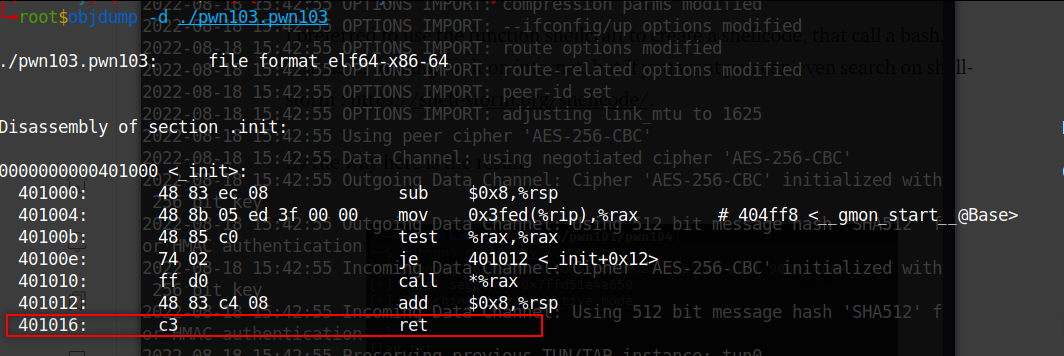 2022-08-18 15:42:55 OPTIONS IMPORT: compression parms modified
└─root$objdump -d ./pwn103.pwn103
2022-08-18 15:42:55 OPTIONS IMPORT: --ifconfig/up options modified
2022-08-18 15:42:55 OPTIONS IMPORT: route options modified
./pwn103.pwn103:     file format elf64-x86-64
2022-08-18 15:42:55 OPTIONS IMPORT: route-related options modified
2022-08-18 15:42:55 OPTIONS IMPORT: peer-id set
2022-08-18 15:42:55 OPTIONS IMPORT: adjusting link_mtu to 1625
Disassembly of section .init:
2022-08-18 15:42:55 Using peer cipher 'AES-256-CBC'
2022-08-18 15:42:55 Data Channel: using negotiated cipher 'AES-256-CBC'
0000000000401000 <_init>:
2022-08-18 15:42:55 Outgoing Data Channel: Cipher 'AES-256-CBC' initialized with
401000: 48 83 ec 08 sub $0x8,%rsp
256 bit key
401004: 48 8b 05 ed 3f 00 00 mov 0x3fed(%rip),%rax # 404ff8 <__gmon_start__@Base>
2022-08-18 15:42:55 Outgoing Data Channel: Using 512 bit message hash 'SHA512' f
40100b: 48 85 c0 test %rax,%rax
or HMAC authentication
40100e: 74 02 je 401012 <_init+0x12>
2022-08-18 15:42:55 Incoming Data Channel: Cipher 'AES-256-CBC' initialized with
401010: ff d0 call *%rax
256 bit key
401012: 48 83 c4 08 add $0x8,%rsp
2022-08-18 15:42:55 Incoming Data Channel: Using 512 bit message hash 'SHA512' f
401016: c3 ret
or HMAC authentication
2022-08-18 15:42:55 Preserving previous TUN/TAP instance: tun0